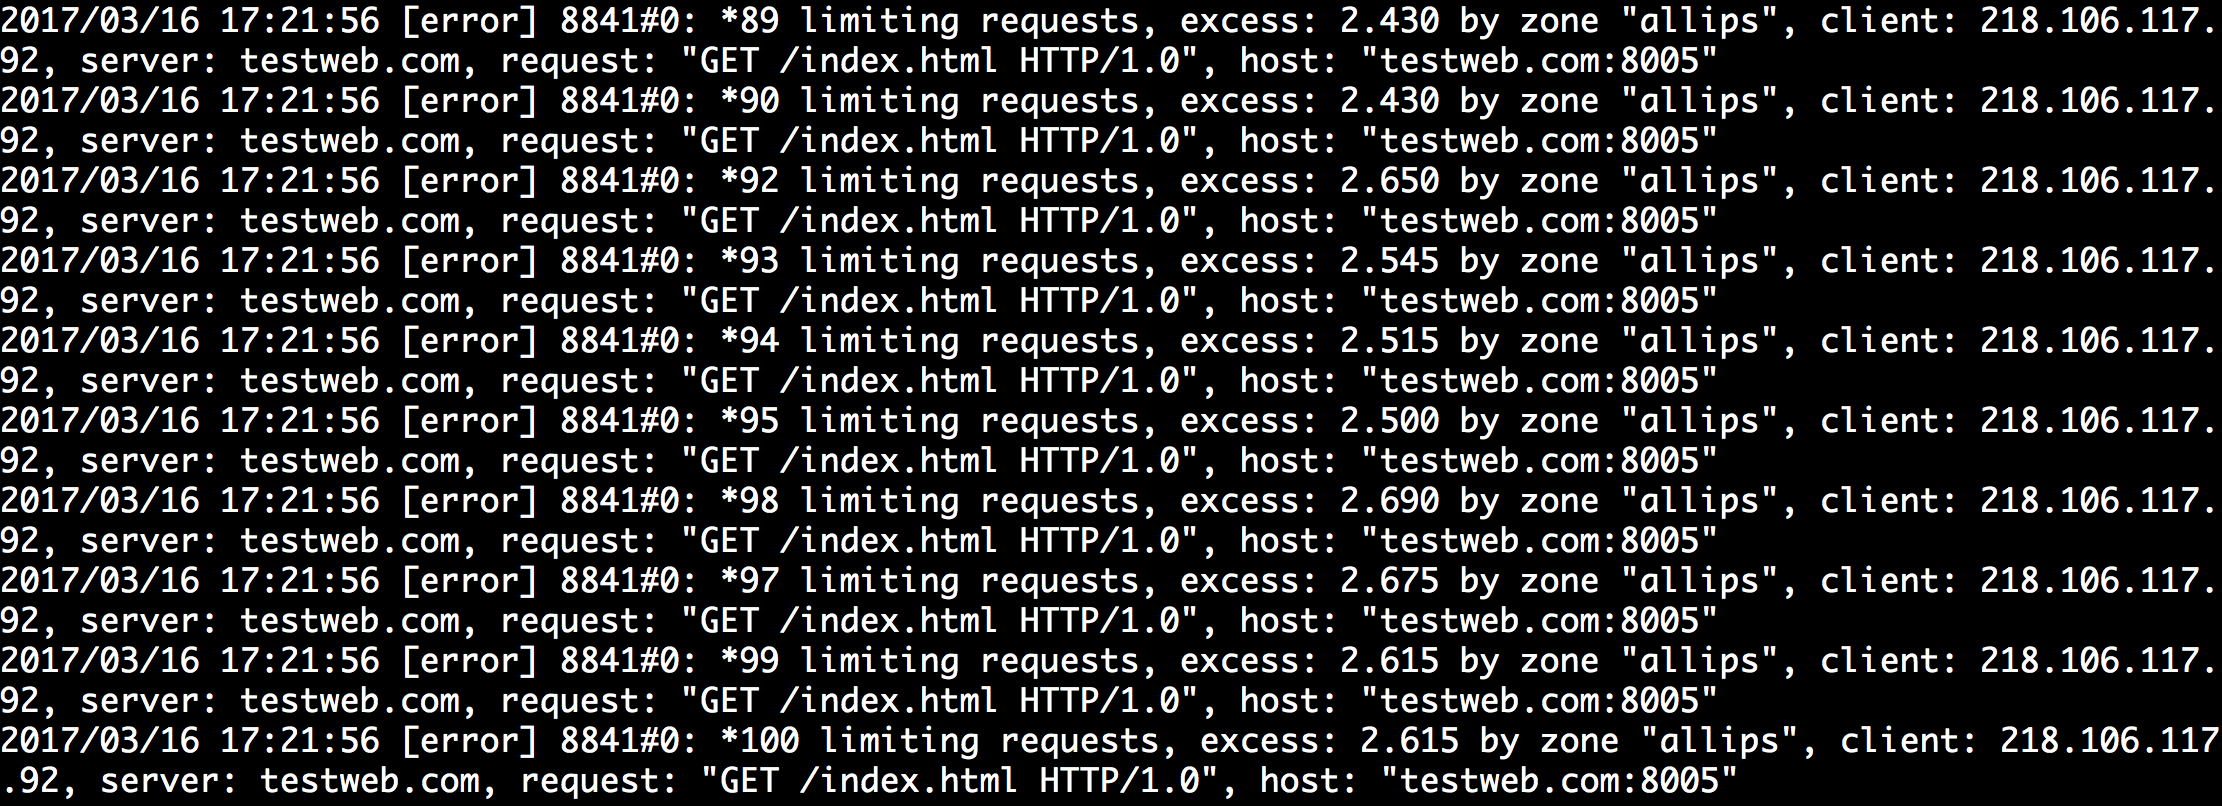 2017/03/16 17:21:56 [error] 8841#0: *89 limiting requests, excess: 2.430 by zone "allips", client: 218.106.117.
92, server: testweb.com, request: "GET /index.html HTTP/1.0", host: "testweb.com:8005"
2017/03/16 17:21:56 [error] 8841#0: *90 limiting requests, excess: 2.430 by zone "allips", client: 218.106.117.
92, server: testweb.com, request: "GET /index.html HTTP/1.0", host: "testweb.com:8005"
2017/03/16 17:21:56 [error] 8841#0: *92 limiting requests, excess: 2.650 by zone "allips", client: 218.106.117.
92, server: testweb.com, request: "GET /index.html HTTP/1.0", host: "testweb.com:8005"
2017/03/16 17:21:56 [error] 8841#0: *93 limiting requests, excess: 2.545 by zone "allips", client: 218.106.117.
92, server: testweb.com, request: "GET /index.html HTTP/1.0", host: "testweb.com:8005"
2017/03/16 17:21:56 [error] 8841#0: *94 limiting requests, excess: 2.515 by zone "allips", client: 218.106.117.
92, server: testweb.com, request: "GET /index.html HTTP/1.0", host: "testweb.com:8005"
2017/03/16 17:21:56 [error] 8841#0: *95 limiting requests, excess: 2.500 by zone "allips", client: 218.106.117.
92, server: testweb.com, request: "GET /index.html HTTP/1.0", host: "testweb.com:8005"
2017/03/16 17:21:56 [error] 8841#0: *98 limiting requests, excess: 2.690 by zone "allips", client: 218.106.117.
92, server: testweb.com, request: "GET /index.html HTTP/1.0", host: "testweb.com:8005"
2017/03/16 17:21:56 [error] 8841#0: *97 limiting requests, excess: 2.675 by zone "allips", client: 218.106.117.
92, server: testweb.com, request: "GET /index.html HTTP/1.0", host: "testweb.com:8005"
2017/03/16 17:21:56 [error] 8841#0: *99 limiting requests, excess: 2.615 by zone "allips", client: 218.106.117.
92, server: testweb.com, request: "GET /index.html HTTP/1.0", host: "testweb.com:8005"
2017/03/16 17:21:56 [error] 8841#0: *100 limiting requests, excess: 2.615 by zone "allips", client: 218.106.117
.92, server: testweb.com, request: "GET /index.html HTTP/1.0", host: "testweb.com:8005"